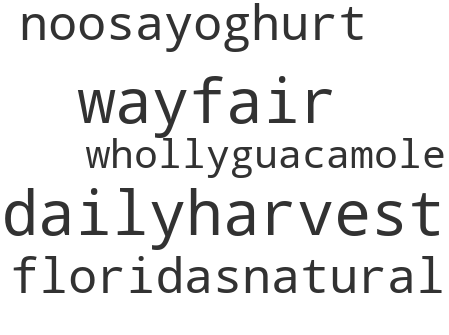 noosayoghurt
wayfair
whollyguacamole
dailyharvest
floridasnatural